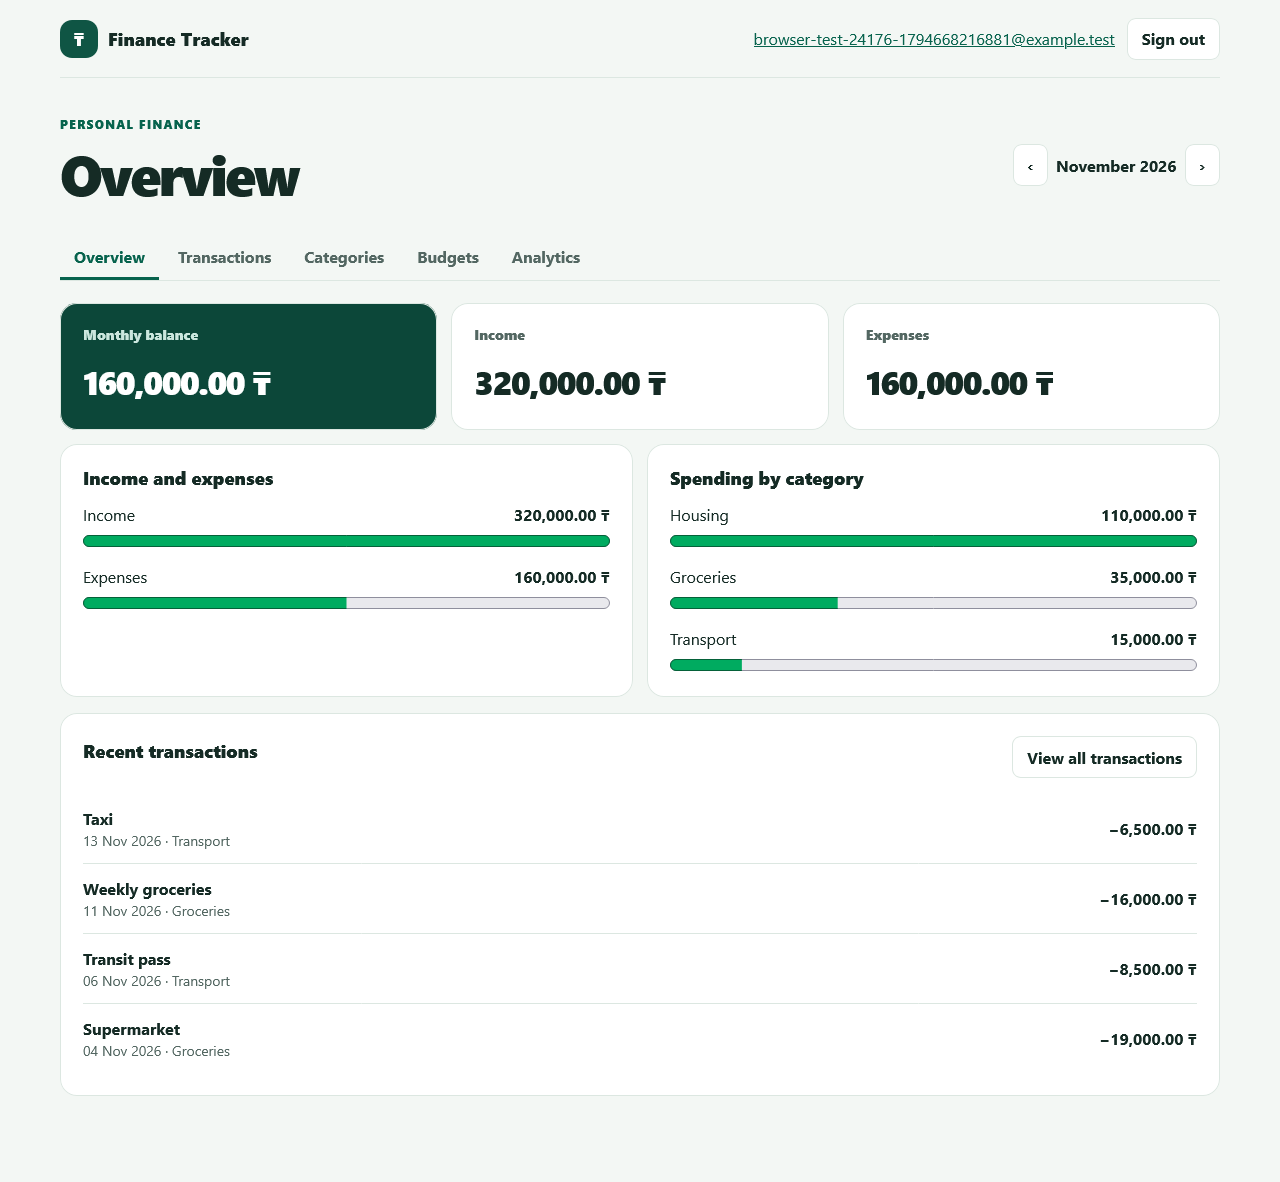 ₸ Finance Tracker browser-test-24176-1794668216881@example.test Sign out
PERSONAL FINANCE
Overview
‹ November 2026 ›
Overview Transactions Categories Budgets Analytics
Monthly balance
160,000.00 ₸
Income
320,000.00 ₸
Expenses
160,000.00 ₸
Income and expenses
Income 320,000.00 ₸
Expenses 160,000.00 ₸
Spending by category
Housing 110,000.00 ₸
Groceries 35,000.00 ₸
Transport 15,000.00 ₸
Recent transactions View all transactions
Taxi
13 Nov 2026 · Transport
−6,500.00 ₸
Weekly groceries
11 Nov 2026 · Groceries
−16,000.00 ₸
Transit pass
06 Nov 2026 · Transport
−8,500.00 ₸
Supermarket
04 Nov 2026 · Groceries
−19,000.00 ₸